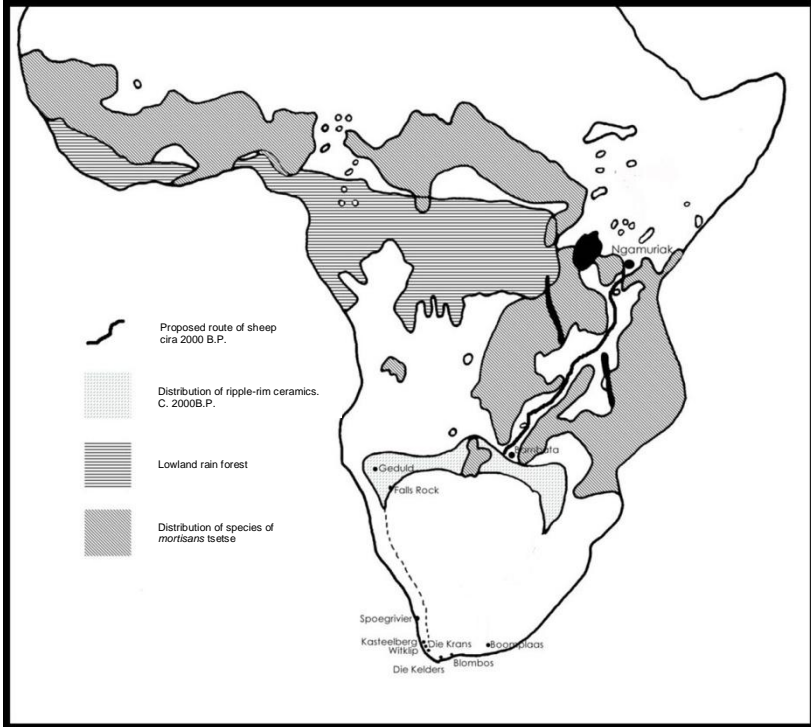 Ngamuriak
Proposed route of sheep
cira 2000 B.P.
Distribution of ripple-rim ceramics.
C. 2000B.P.
Bambata
Geduld
Lowland rain forest
Falls Rock
Distribution of species of
mortisans tsetse
Spoegrivier
Kasteelberg
Die Krans
Boomplaas
Witklip
Blombos
Die Kelders